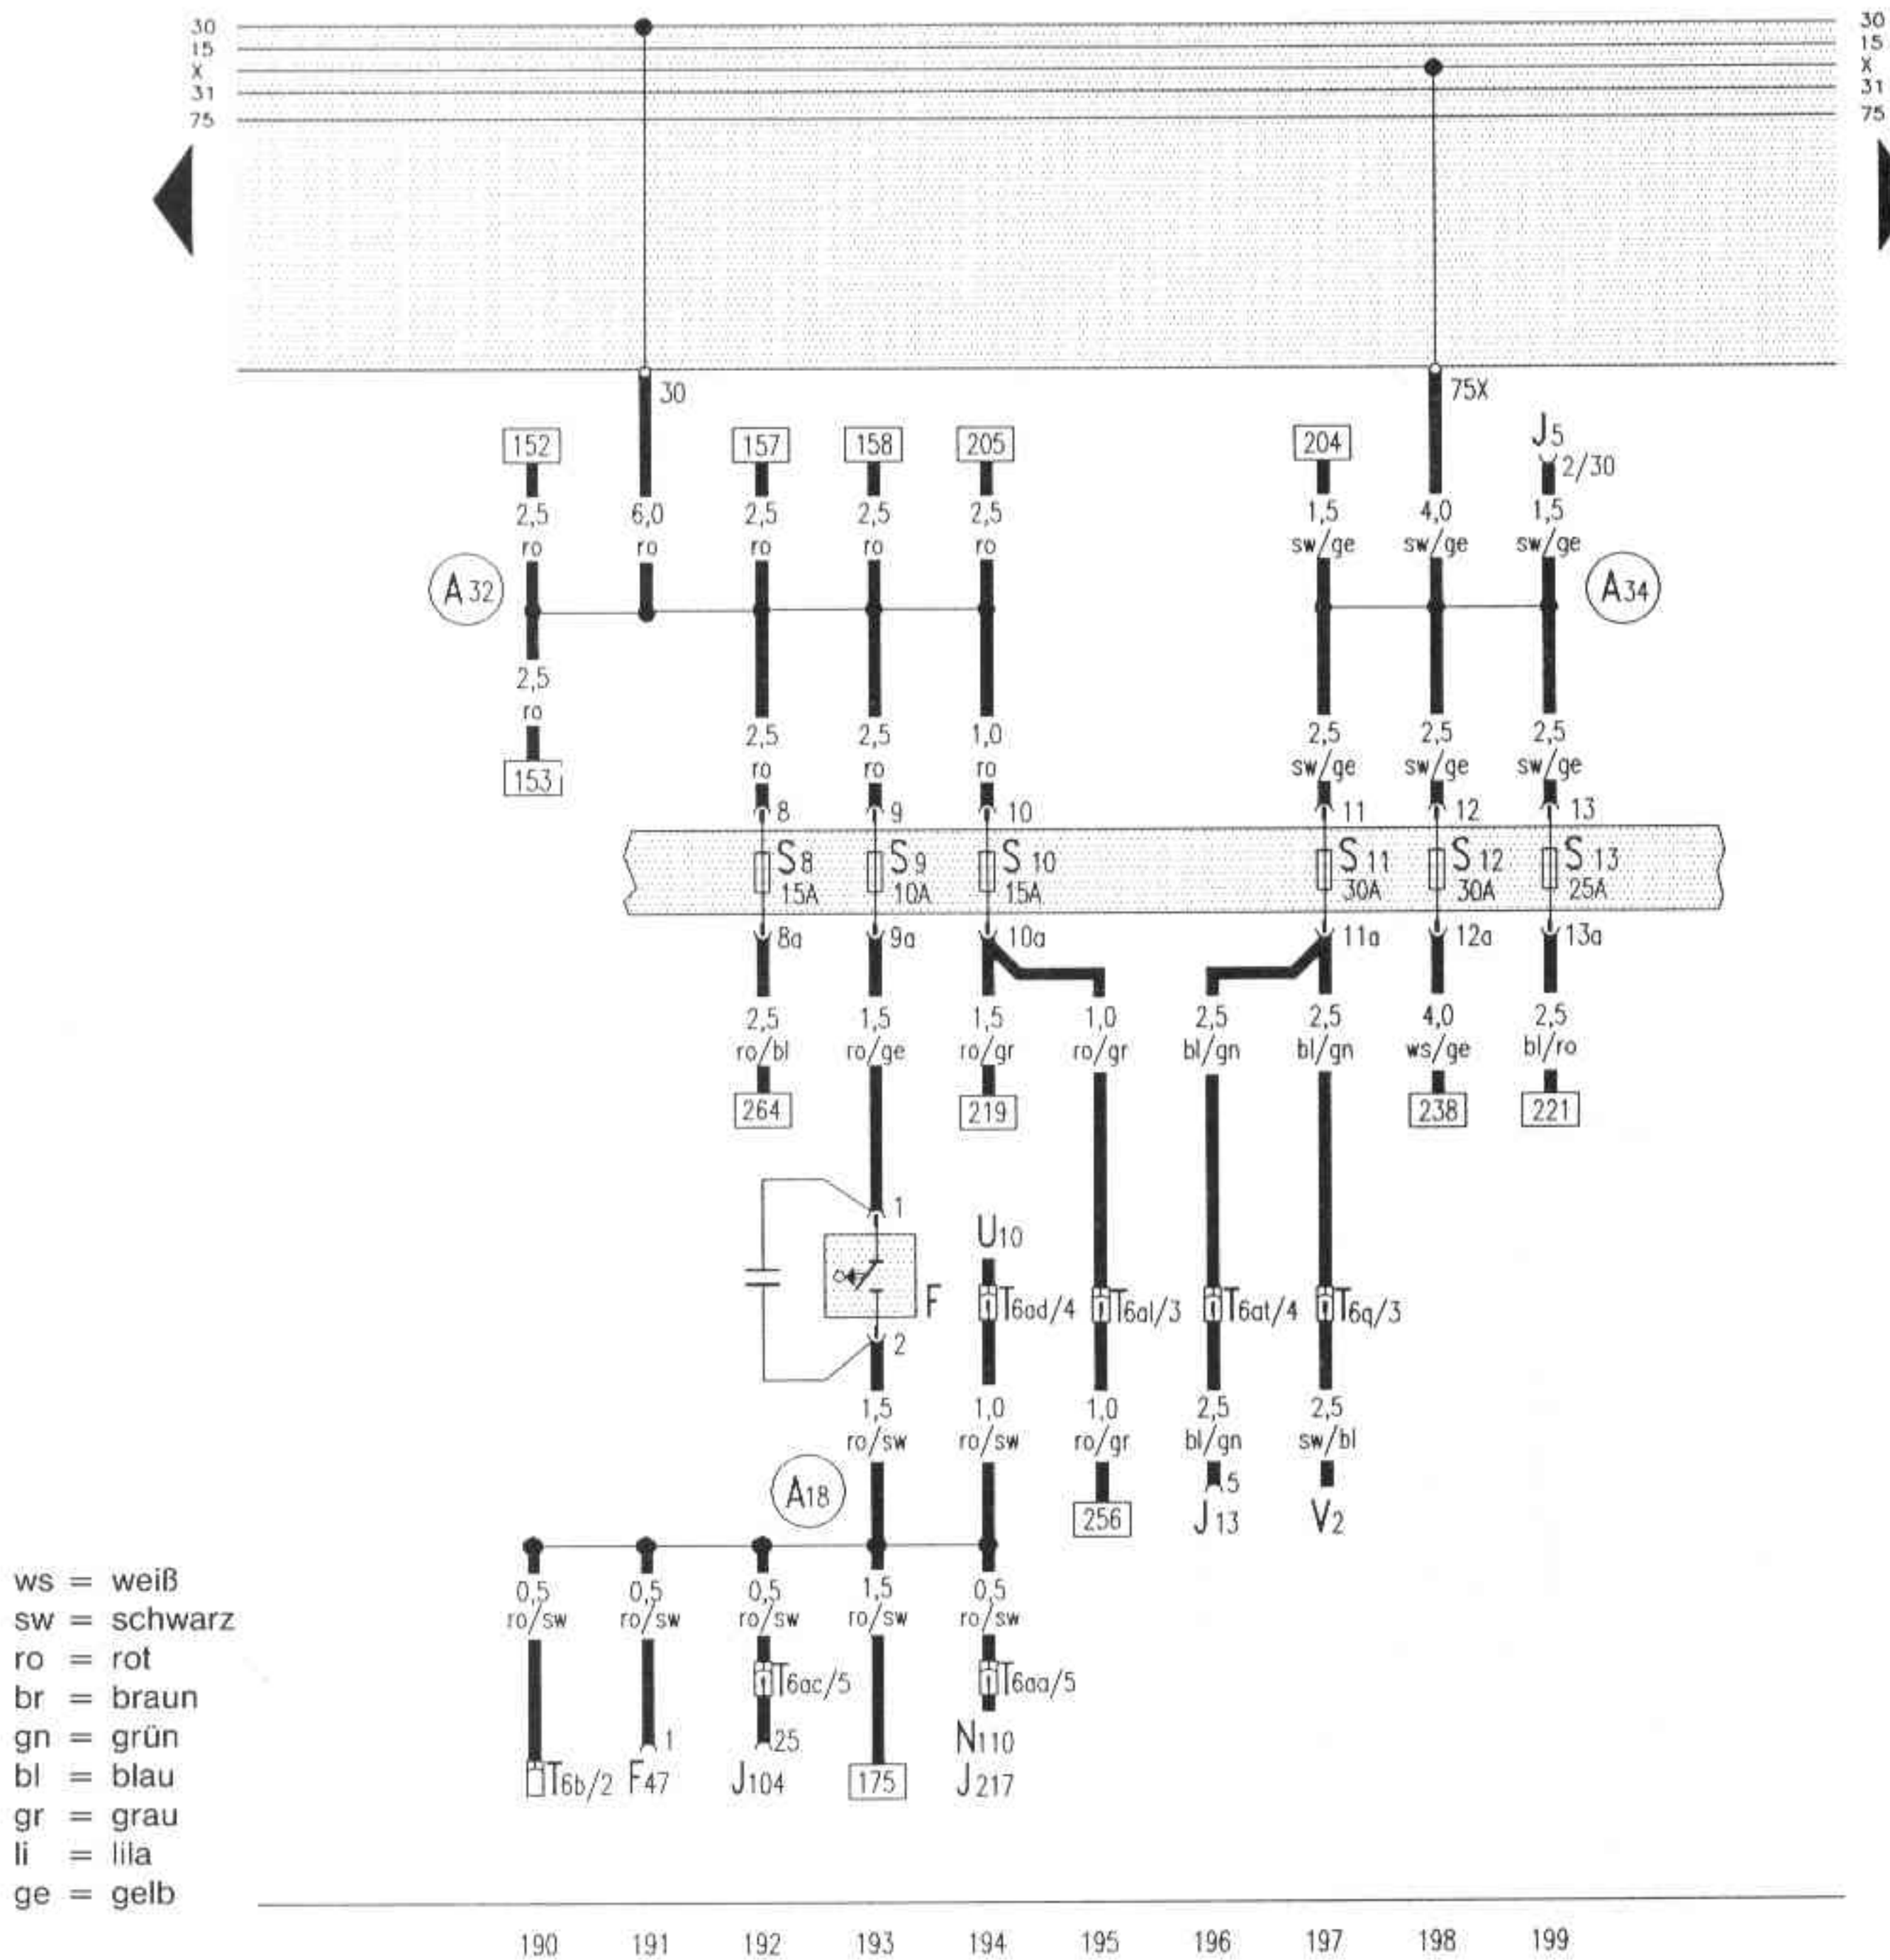 30 30
15 15
X X
31 31
75 75
30 75X
152 157 158 205 204 J5
2/30
2,5 6,0 2,5 2,5 2,5 1,5 4,0 1,5
ro ro ro ro ro sw/ge sw/ge sw/ge
A32 A34
2,5
ro
2,5 2,5 1,0 2,5 2,5 2,5
ro ro ro sw/ge sw/ge sw/ge
153
8 9 10 11 12 13
S8 S9 S10 S11 S12 S13
15A 10A 15A 30A 30A 25A
8a 9a 10a 11a 12a 13a
2,5 1,5 1,5 1,0 2,5 2,5 4,0 2,5
ro/bl ro/ge ro/gr ro/gr bl/gn bl/gn ws/ge bl/ro
264 219 238 221
1
U10
F T6ad/4 T6al/3 T6at/4 T6q/3
2
1,5 1,0 1,0 2,5 2,5
ro/sw ro/sw ro/gr bl/gn sw/bl
A18 5
256 J13 V2
ws = weiß
sw = schwarz
ro = rot
br = braun
gn = grün
bl = blau
gr = grau
li = lila
ge = gelb
0,5 0,5 0,5 1,5 0,5
ro/sw ro/sw ro/sw ro/sw ro/sw
T6ac/5 T6aa/5
1 25 N110
T6b/2 F47 J104 175 J217
190 191 192 193 194 195 196 197 198 199